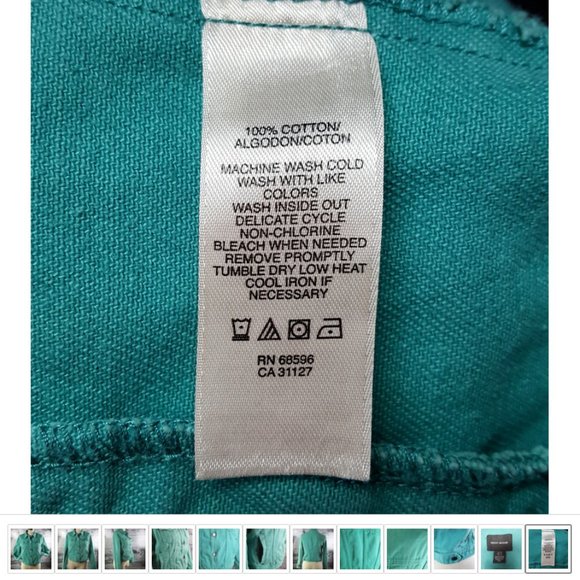 100% COTTON/
ALGODON/COTON
MACHINE WASH COLD
WASH WITH LIKE
COLORS
WASH INSIDE OUT
DELICATE CYCLE
NON-CHLORINE
BLEACH WHEN NEEDED
REMOVE PROMPTLY
TUMBLE DRY LOW HEAT
COOL IRON IF
NECESSARY
RN 68596
CA 31127